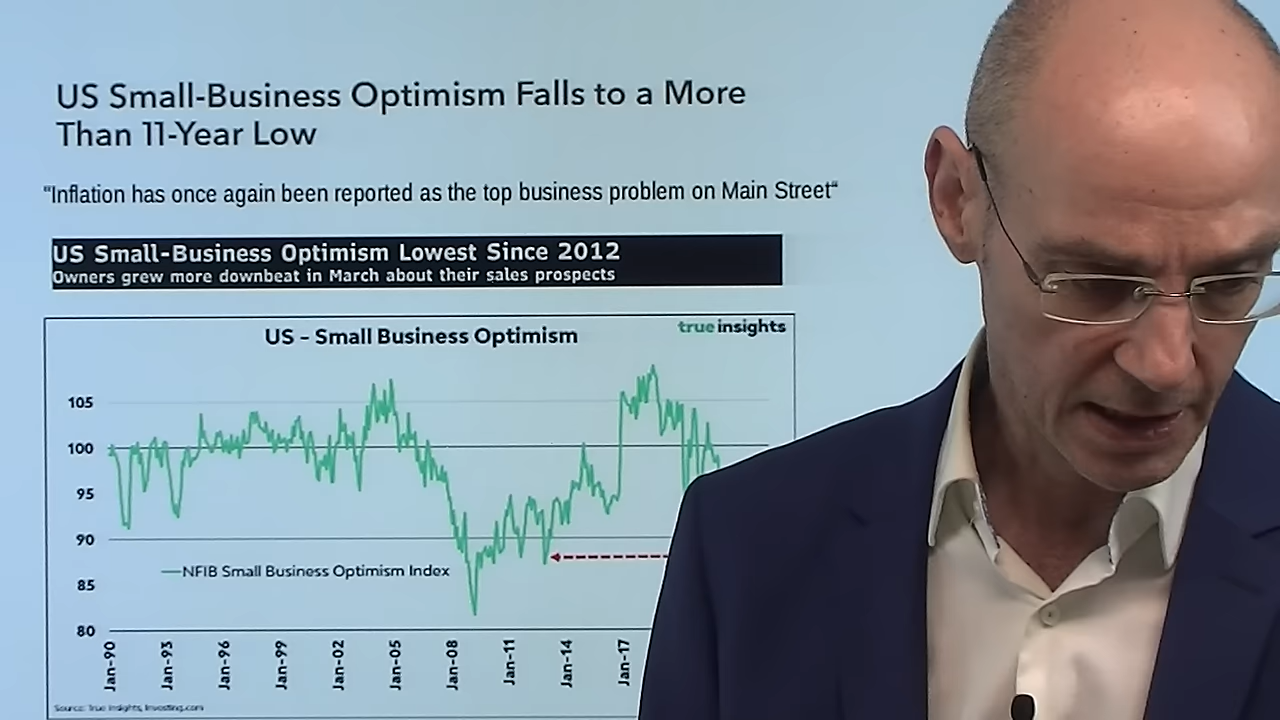 US Small-Business Optimism Falls to a More
Than 11-Year Low
"Inflation has once again been reported as the top business problem on Main Street“
US Small-Business Optimism Lowest Since 2012
Owners grew more downbeat in March about their sales prospects
US - Small Business Optimism
trueinsights
105
100
95
90
85
80
NFIB Small Business Optimism Index
Jan-90
Jan-93
Jan-96
Jan-99
Jan-02
Jan-05
Jan-08
Jan-11
Jan-14
Jan-17
Source: True Insights, Investing.com